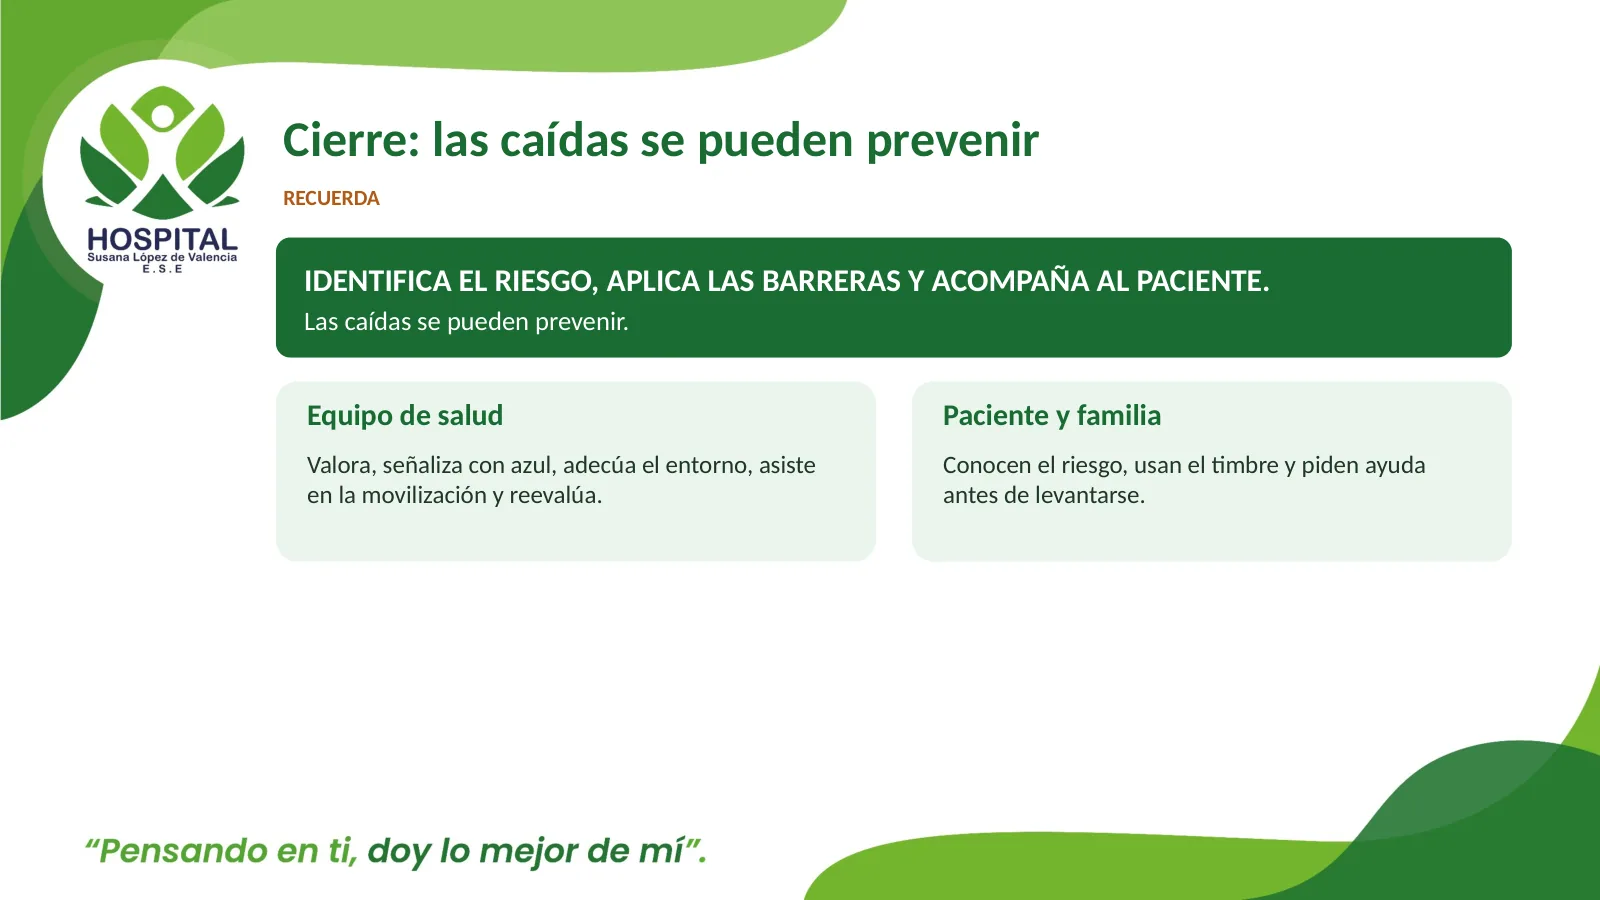 Cierre: las caídas se pueden prevenir
RECUERDA
HOSPITAL
Susana López de Valencia
E.S.E
IDENTIFICA EL RIESGO, APLICA LAS BARRERAS Y ACOMPAÑA AL PACIENTE.
Las caídas se pueden prevenir.
Equipo de salud
Valora, señaliza con azul, adecúa el entorno, asiste
en la movilización y reevalúa.
Paciente y familia
Conocen el riesgo, usan el timbre y piden ayuda
antes de levantarse.
“Pensando en ti, doy lo mejor de mí”.